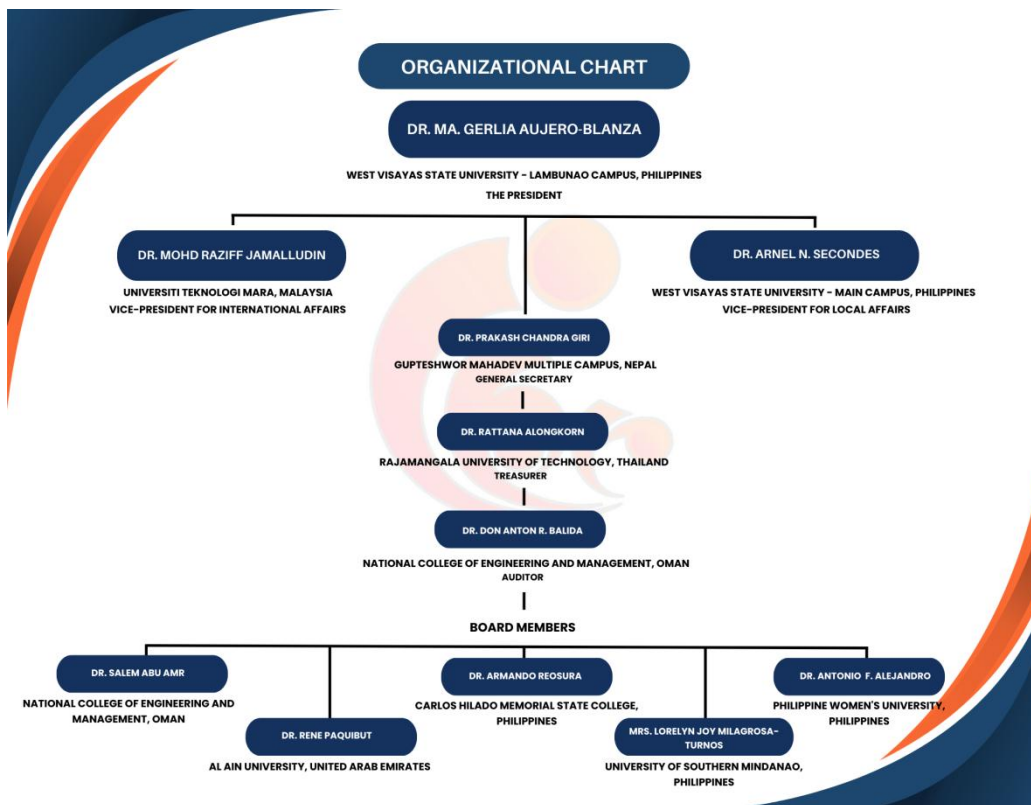 ORGANIZATIONAL CHART
DR. MA. GERLIA AUJERO-BLANZA
WEST VISAYAS STATE UNIVERSITY - LAMBUNAO CAMPUS, PHILIPPINES
THE PRESIDENT
DR. MOHD RAZIFF JAMALLUDIN
UNIVERSITI TEKNOLOGI MARA, MALAYSIA
VICE-PRESIDENT FOR INTERNATIONAL AFFAIRS
DR. ARNEL N. SECONDES
WEST VISAYAS STATE UNIVERSITY - MAIN CAMPUS, PHILIPPINES
VICE-PRESIDENT FOR LOCAL AFFAIRS
DR. PRAKASH CHANDRA GIRI
GUPTESHWOR MAHADEV MULTIPLE CAMPUS, NEPAL
GENERAL SECRETARY
DR. RATTANA ALONGKORN
RAJAMANGALA UNIVERSITY OF TECHNOLOGY, THAILAND
TREASURER
DR. DON ANTON R. BALIDA
NATIONAL COLLEGE OF ENGINEERING AND MANAGEMENT, OMAN
AUDITOR
BOARD MEMBERS
DR. SALEM ABU AMR
NATIONAL COLLEGE OF ENGINEERING AND
MANAGEMENT, OMAN
DR. RENE PAQUIBUT
AL AIN UNIVERSITY, UNITED ARAB EMIRATES
DR. ARMANDO REOSURA
CARLOS HILADO MEMORIAL STATE COLLEGE,
PHILIPPINES
MRS. LORELYN JOY MILAGROSA-
TURNOS
UNIVERSITY OF SOUTHERN MINDANAO,
PHILIPPINES
DR. ANTONIO F. ALEJANDRO
PHILIPPINE WOMEN'S UNIVERSITY,
PHILIPPINES